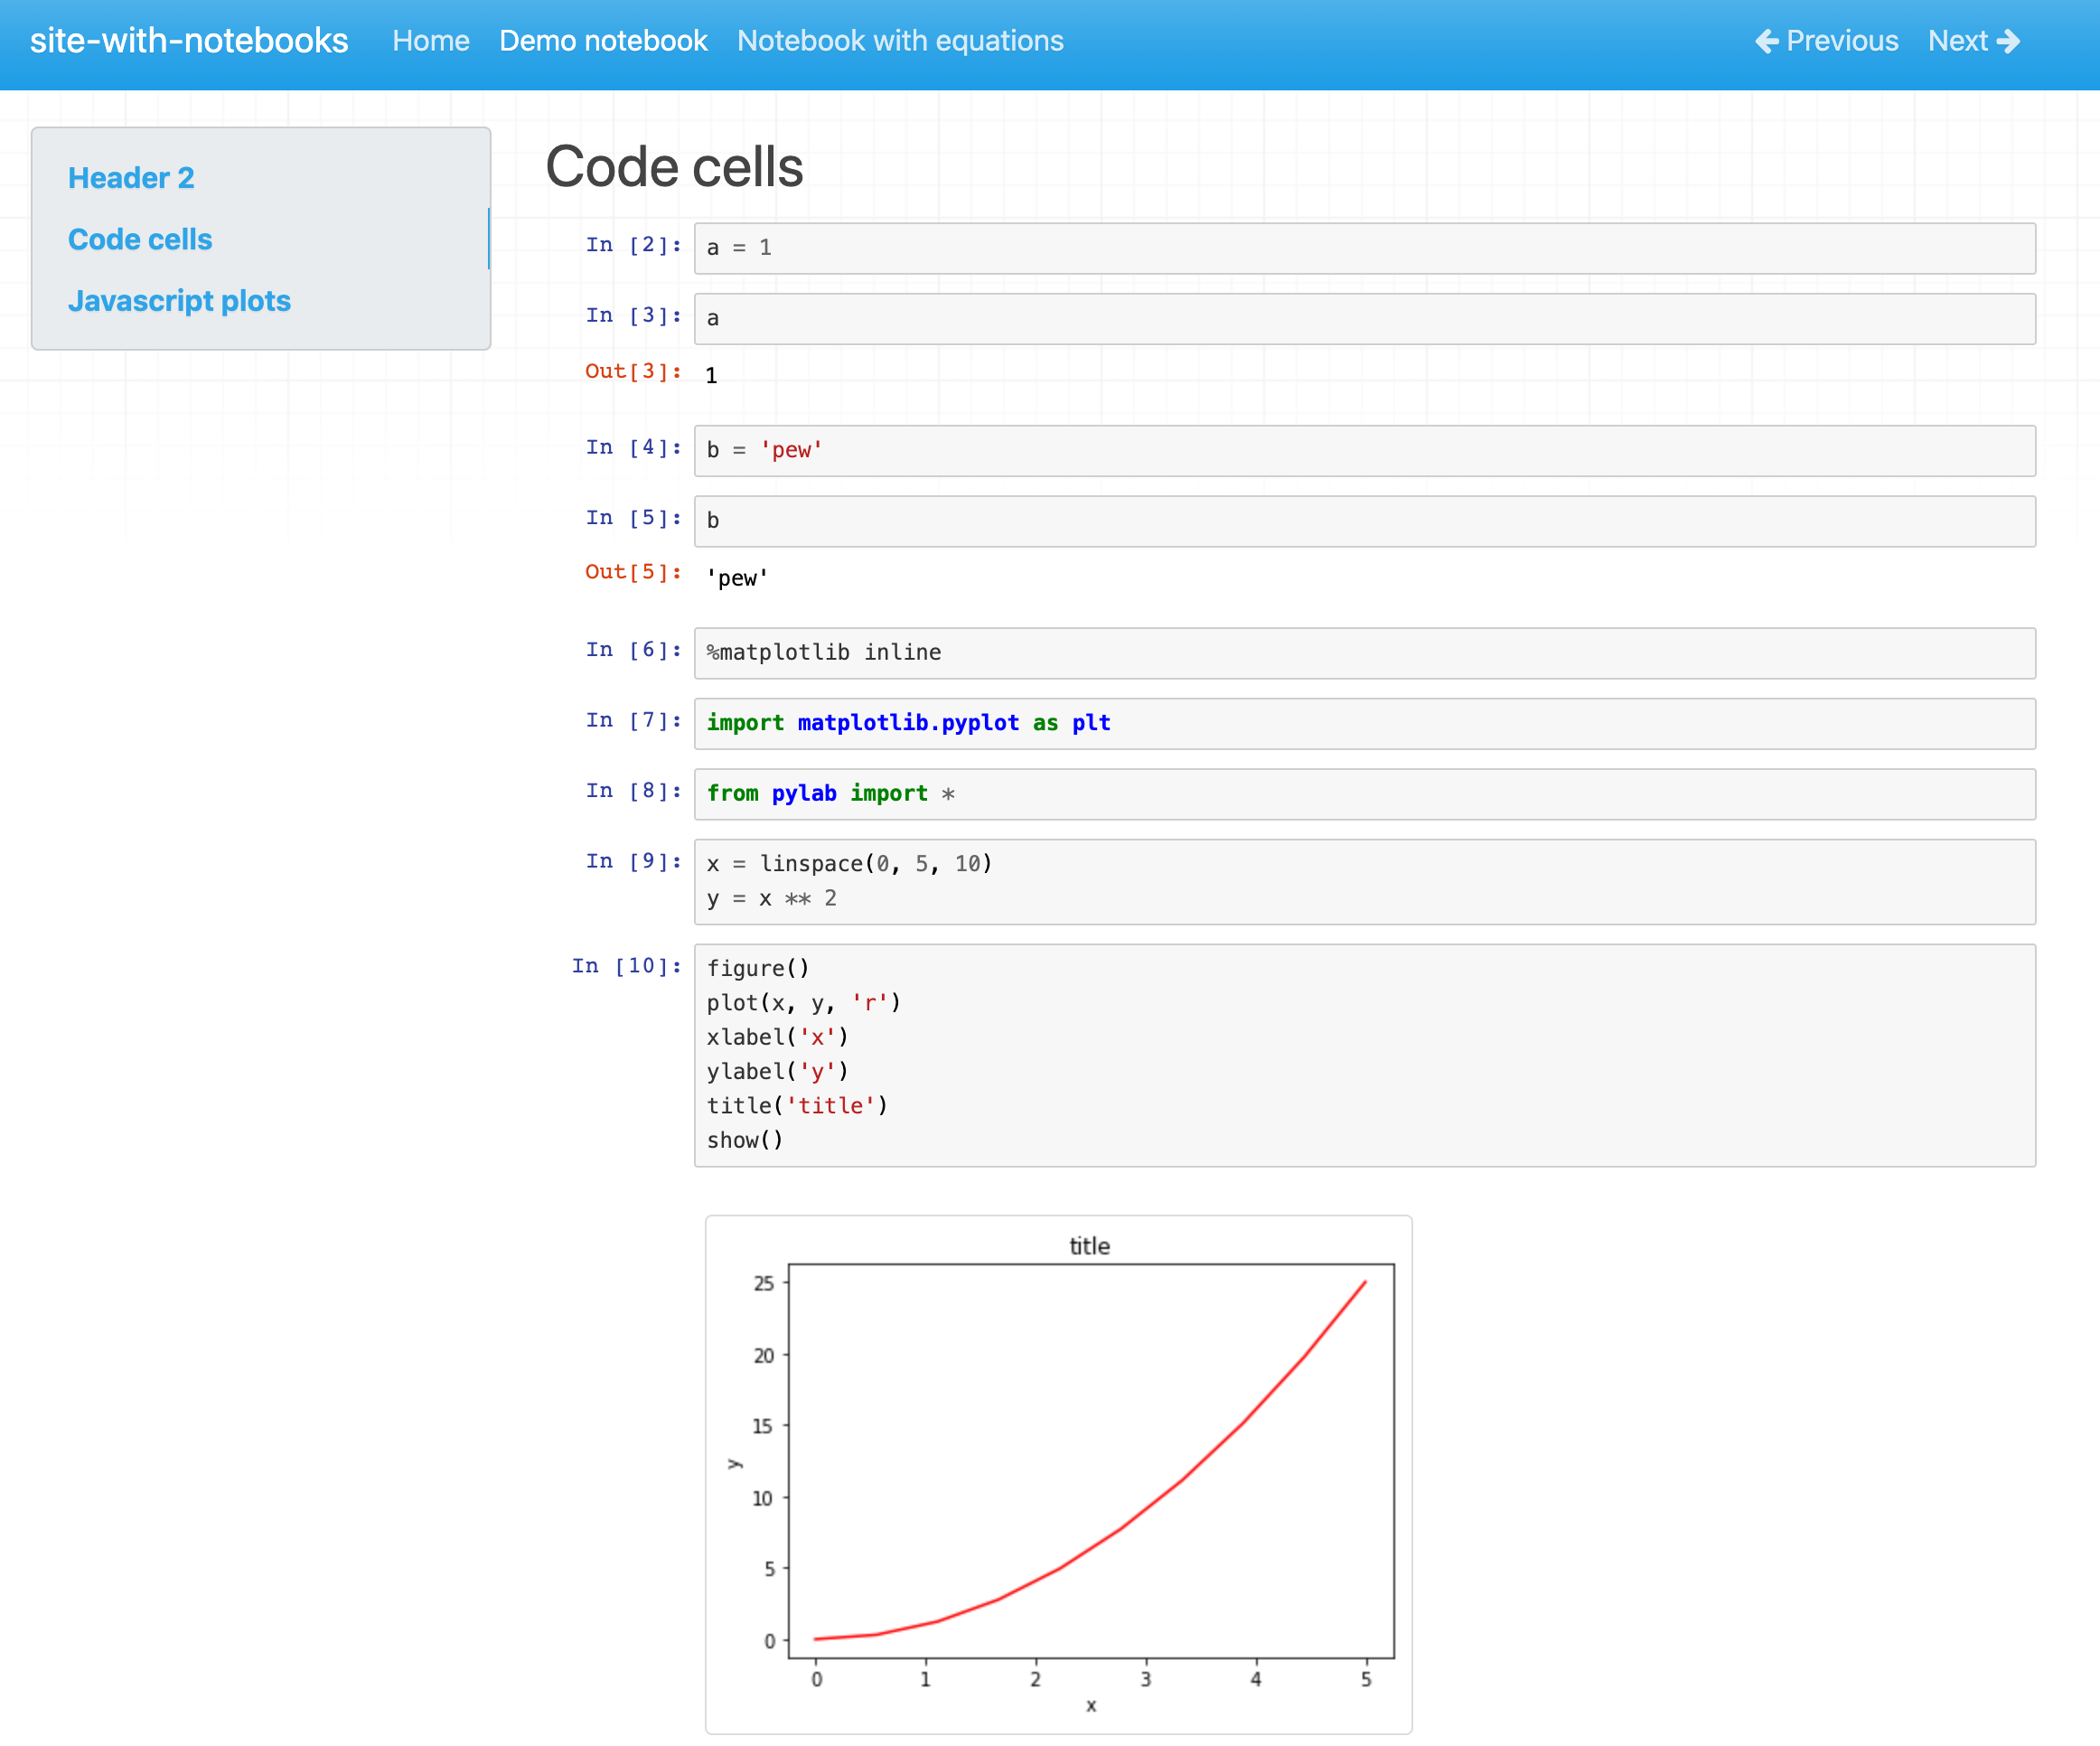 site-with-notebooks Home Demo notebook Notebook with equations Previous Next
Header 2
Code cells
Javascript plots
Code cells
In [2]: a = 1
In [3]: a
Out[3]: 1
In [4]: b = 'pew'
In [5]: b
Out[5]: 'pew'
In [6]: %matplotlib inline
In [7]: import matplotlib.pyplot as plt
In [8]: from pylab import *
In [9]: x = linspace(0, 5, 10)
y = x ** 2
In [10]: figure()
plot(x, y, 'r')
xlabel('x')
ylabel('y')
title('title')
show()
title
25
20
15
y
10
5
0
0 1 2 3 4 5
x